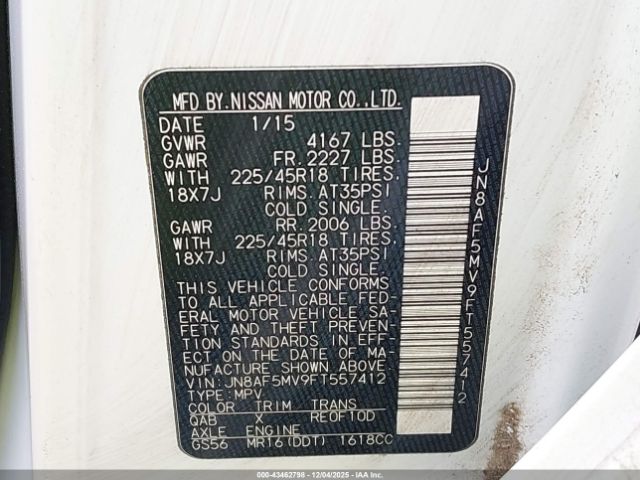 MFD BY.NISSAN MOTOR CO.,LTD.
DATE 1/15
GVWR 4167 LBS.
GAWR FR. 2227 LBS.
WITH 225/45R18 TIRES.
18X7J RIMS. AT35PSI
COLD SINGLE.
GAWR RR. 2006 LBS.
WITH 225/45R18 TIRES.
18X7J RIMS. AT35PSI
COLD SINGLE.
THIS VEHICLE CONFORMS
TO ALL APPLICABLE FED-
ERAL MOTOR VEHICLE SA-
FETY AND THEFT PREVEN-
TION STANDARDS IN EFF
ECT ON THE DATE OF MA-
NUFACTURE SHOWN ABOVE.
VIN: JN8AF5MV9FT557412
TYPE: MPV
COLOR TRIM TRANS
QAB X RE0F10D
AXLE ENGINE
GS56 MR16(DDT) 1618CC
JN8AF5MV9FT557412
000-43462798 - 12/04/2025 - IAAI.COM